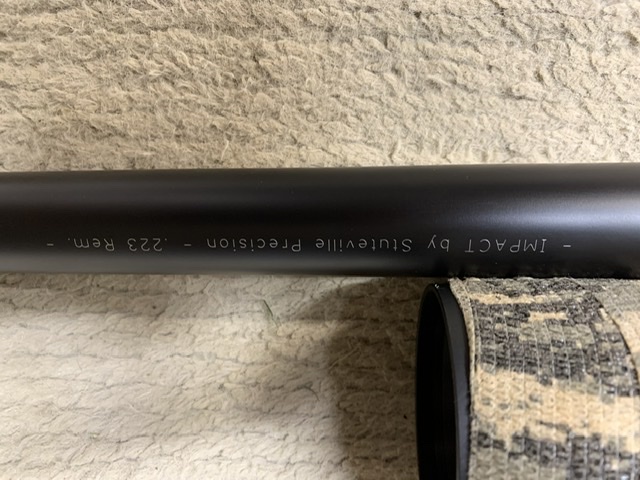 - IMPACT by Stuteville Precision - .223 Rem. -